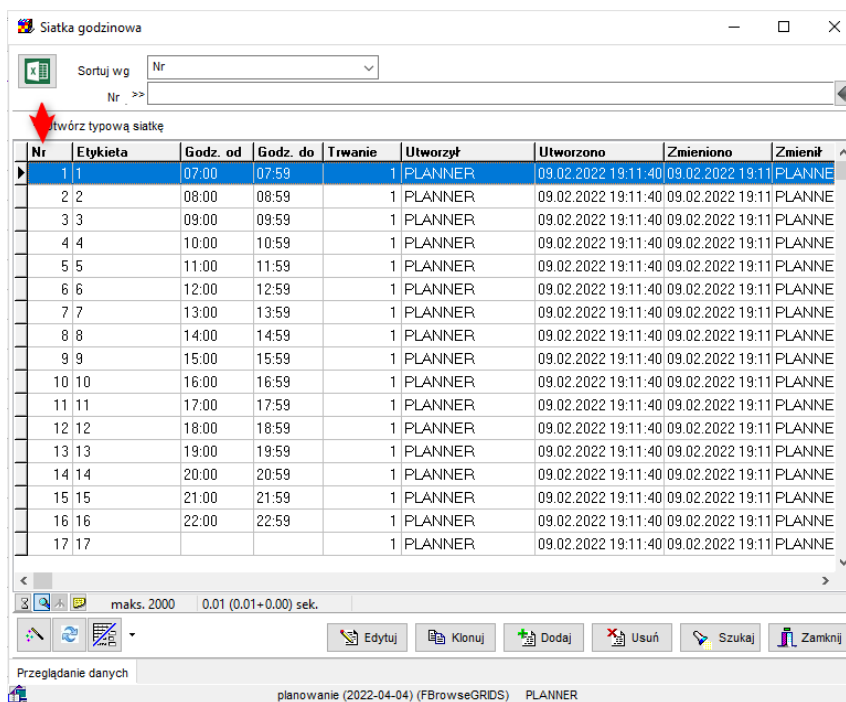 Siatka godzinowa
Sortuj wg Nr
Nr >>
twórz typową siatkę
Nr Etykieta Godz. od Godz. do Trwanie Utworzył Utworzono Zmieniono Zmienił
1 1 07:00 07:59 1 PLANNER 09.02.2022 19:11:40 09.02.2022 19:11 PLANNE
2 2 08:00 08:59 1 PLANNER 09.02.2022 19:11:40 09.02.2022 19:11 PLANNE
3 3 09:00 09:59 1 PLANNER 09.02.2022 19:11:40 09.02.2022 19:11 PLANNE
4 4 10:00 10:59 1 PLANNER 09.02.2022 19:11:40 09.02.2022 19:11 PLANNE
5 5 11:00 11:59 1 PLANNER 09.02.2022 19:11:40 09.02.2022 19:11 PLANNE
6 6 12:00 12:59 1 PLANNER 09.02.2022 19:11:40 09.02.2022 19:11 PLANNE
7 7 13:00 13:59 1 PLANNER 09.02.2022 19:11:40 09.02.2022 19:11 PLANNE
8 8 14:00 14:59 1 PLANNER 09.02.2022 19:11:40 09.02.2022 19:11 PLANNE
9 9 15:00 15:59 1 PLANNER 09.02.2022 19:11:40 09.02.2022 19:11 PLANNE
10 10 16:00 16:59 1 PLANNER 09.02.2022 19:11:40 09.02.2022 19:11 PLANNE
11 11 17:00 17:59 1 PLANNER 09.02.2022 19:11:40 09.02.2022 19:11 PLANNE
12 12 18:00 18:59 1 PLANNER 09.02.2022 19:11:40 09.02.2022 19:11 PLANNE
13 13 19:00 19:59 1 PLANNER 09.02.2022 19:11:40 09.02.2022 19:11 PLANNE
14 14 20:00 20:59 1 PLANNER 09.02.2022 19:11:40 09.02.2022 19:11 PLANNE
15 15 21:00 21:59 1 PLANNER 09.02.2022 19:11:40 09.02.2022 19:11 PLANNE
16 16 22:00 22:59 1 PLANNER 09.02.2022 19:11:40 09.02.2022 19:11 PLANNE
17 17 1 PLANNER 09.02.2022 19:11:40 09.02.2022 19:11 PLANNE
maks. 2000 0.01 (0.01+0.00) sek.
Edytuj Klonuj Dodaj Usuń Szukaj Zamknij
Przeglądanie danych
planowanie (2022-04-04) (FBrowseGRIDS) PLANNER